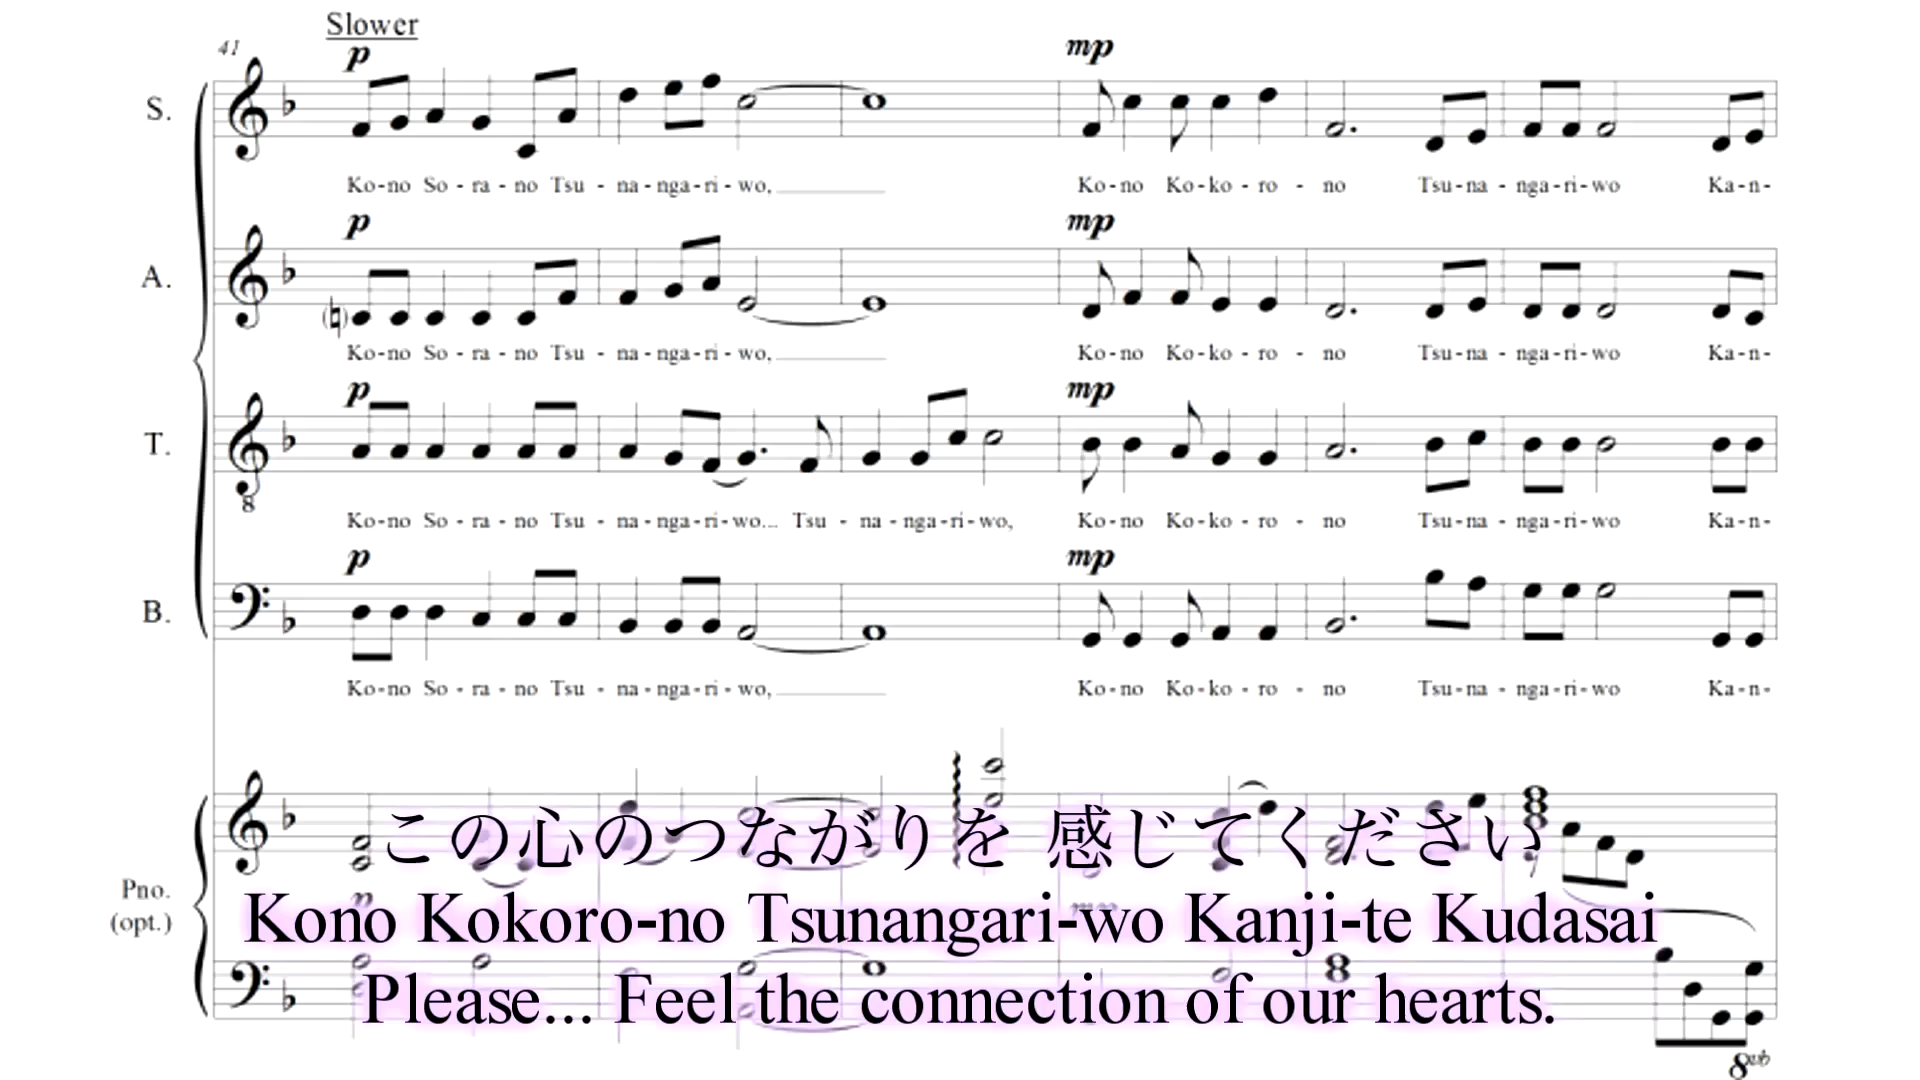 Slower
41
p
mp
S.
Ko-no So-ra-no Tsu-na-nga-ri-wo, Ko-no Ko-ko-ro-no Tsu-na-nga-ri-wo Ka-n-
p
mp
A.
Ko-no So-ra-no Tsu-na-nga-ri-wo, Ko-no Ko-ko-ro-no Tsu-na-nga-ri-wo Ka-n-
p
mp
T.
8
Ko-no So-ra-no Tsu-na-nga-ri-wo... Tsu-na-nga-ri-wo, Ko-no Ko-ko-ro-no Tsu-na-nga-ri-wo Ka-n-
p
mp
B.
Ko-no So-ra-no Tsu-na-nga-ri-wo, Ko-no Ko-ko-ro-no Tsu-na-nga-ri-wo Ka-n-
この心のつながりを 感じてください
Pno.
(opt.)
Kono Kokoro-no Tsunangari-wo Kanji-te Kudasai
Please... Feel the connection of our hearts.
8vb